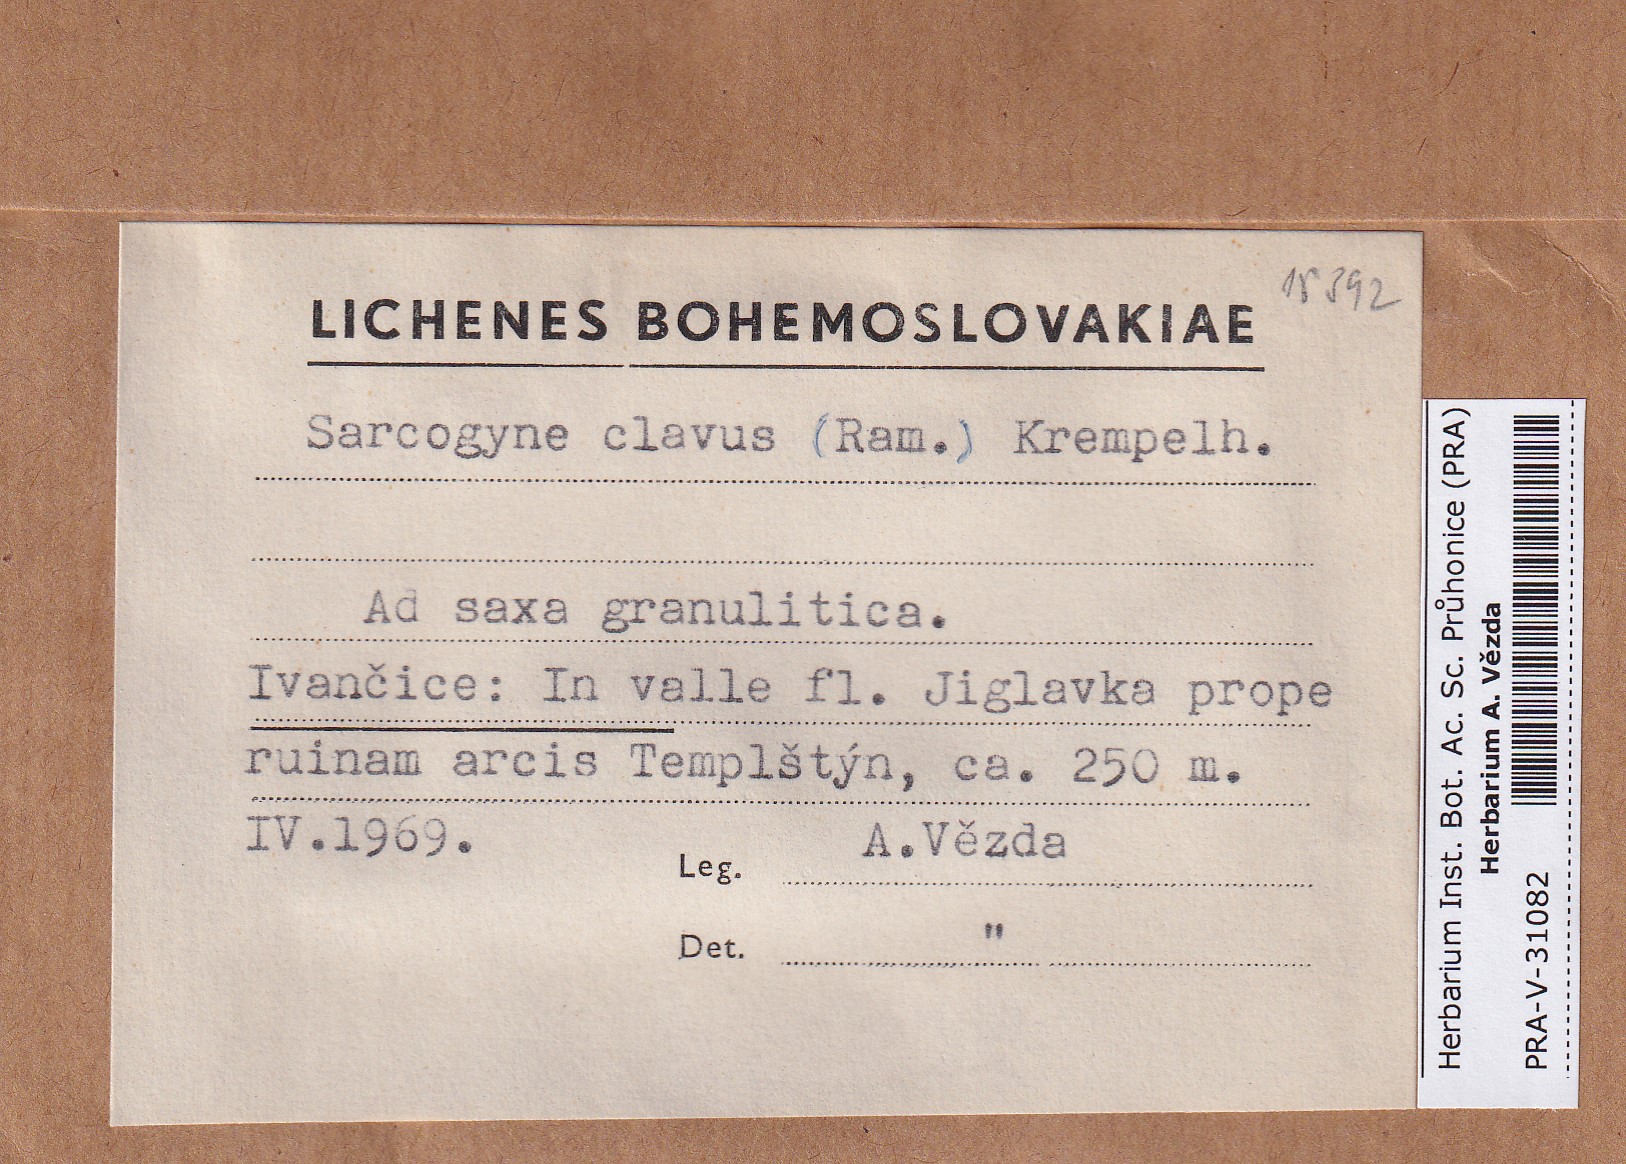 LICHENES BOHEMOSLOVAKIAE
Sarcogyne clavus (Ram.) Krempelh.
Ad saxa granulitica.
Ivančice: In valle fl. Jiglavka prope
ruinam arcis Templštýn, ca. 250 m.
IV.1969.
Leg. A.Vězda
Det. "
Herbarium Inst. Bot. Ac. Sc. Průhonice (PRA)
Herbarium A. Vězda
PRA-V-31082